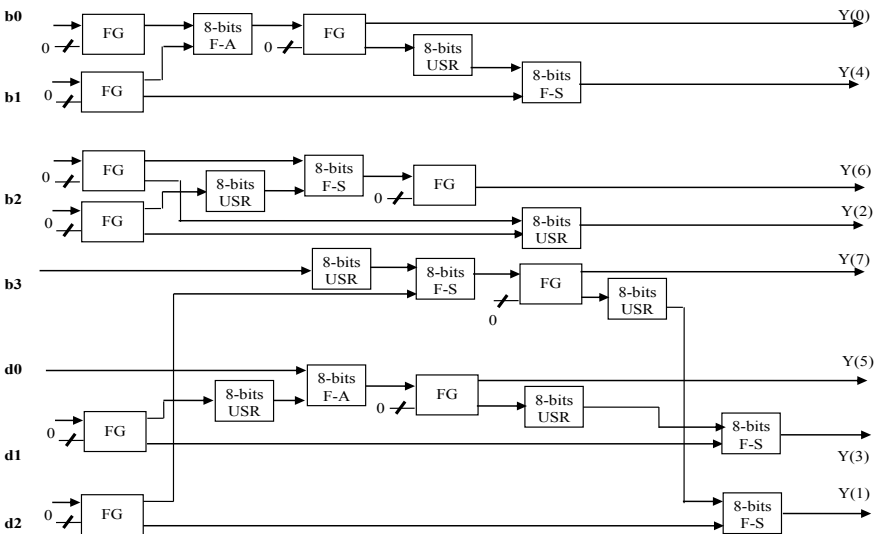 b0
0
FG
8-bits
F-A
0
FG
8-bits
USR
8-bits
F-S
Y(0)
b1
0
FG
Y(4)
b2
0
FG
0
FG
8-bits
USR
8-bits
F-S
0
FG
8-bits
USR
Y(6)
Y(2)
b3
8-bits
USR
8-bits
F-S
0
FG
8-bits
USR
Y(7)
d0
8-bits
USR
8-bits
F-A
0
FG
8-bits
USR
Y(5)
d1
0
FG
8-bits
F-S
Y(3)
d2
0
FG
8-bits
F-S
Y(1)